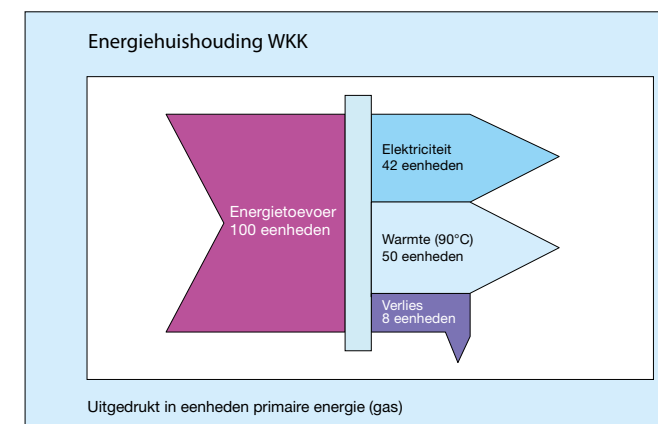 Energiehuishouding WKK
Elektriciteit
42 eenheden
Energietoevoer
100 eenheden
Warmte (90°C)
50 eenheden
Verlies
8 eenheden
Uitgedrukt in eenheden primaire energie (gas)